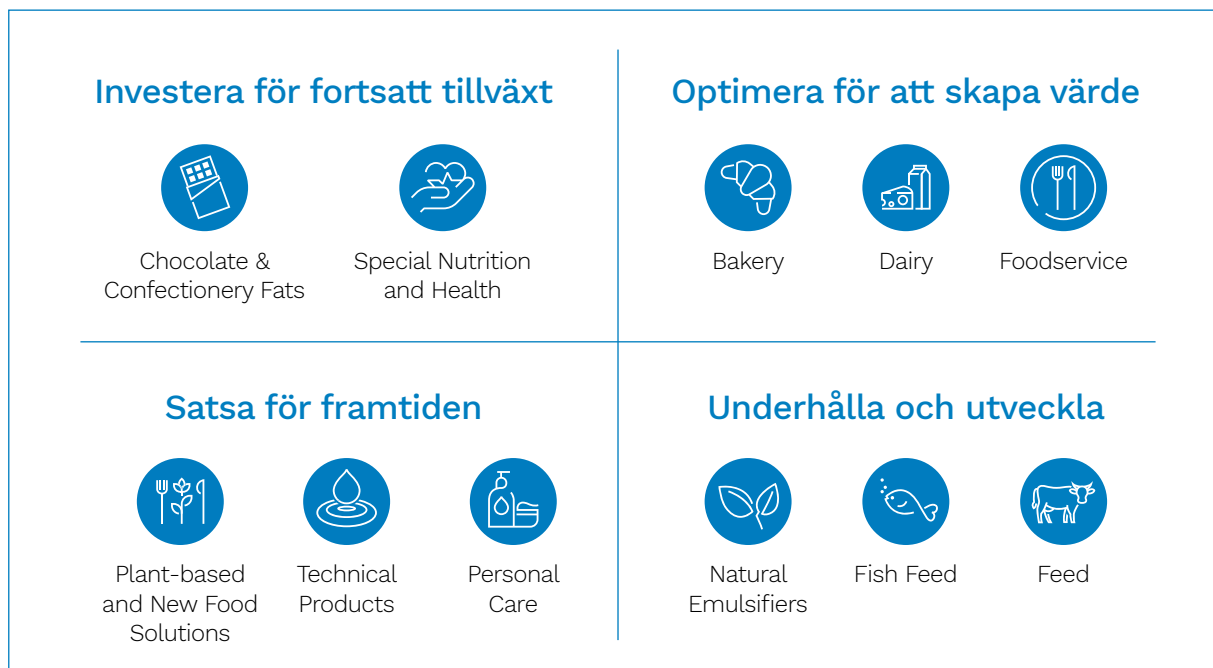 Investera för fortsatt tillväxt
Chocolate &
Confectionery Fats
Special Nutrition
and Health
Optimera för att skapa värde
Bakery
Dairy
Foodservice
Satsa för framtiden
Plant-based
and New Food
Solutions
Technical
Products
Personal
Care
Underhålla och utveckla
Natural
Emulsifiers
Fish Feed
Feed